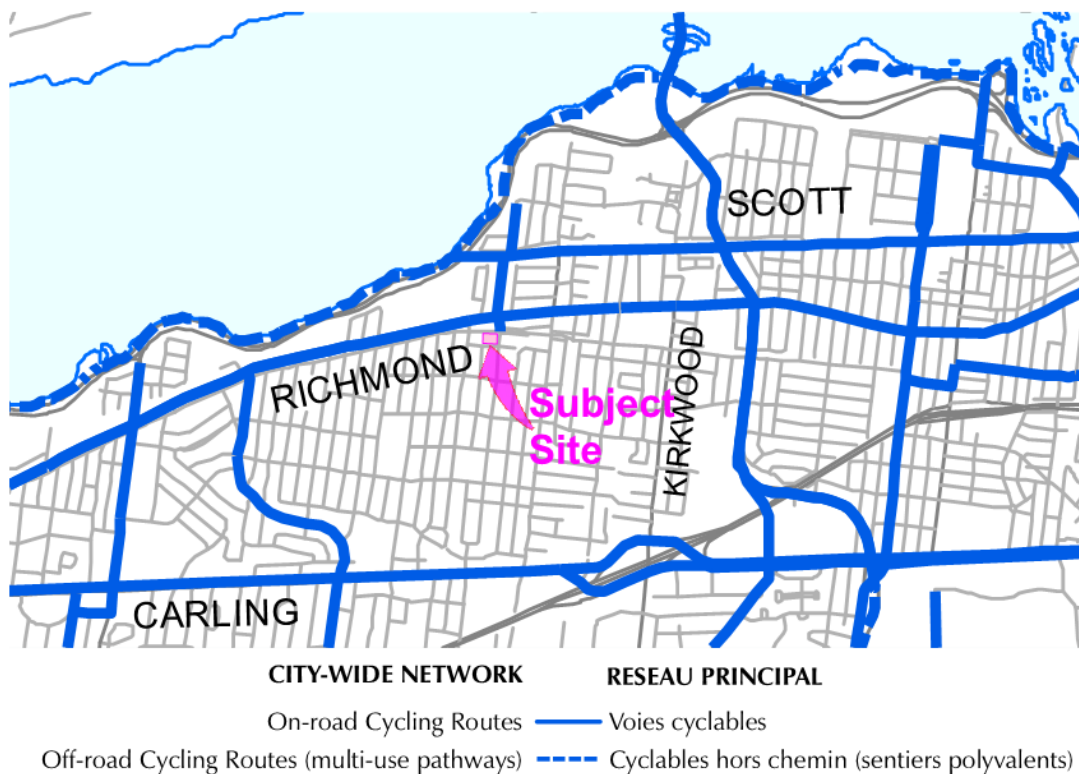 SCOTT
RICHMOND
KIRKWOOD
Subject
Site
CARLING
CITY-WIDE NETWORK RESEAU PRINCIPAL
On-road Cycling Routes Voies cyclables
Off-road Cycling Routes (multi-use pathways) Cyclables hors chemin (sentiers polyvalents)